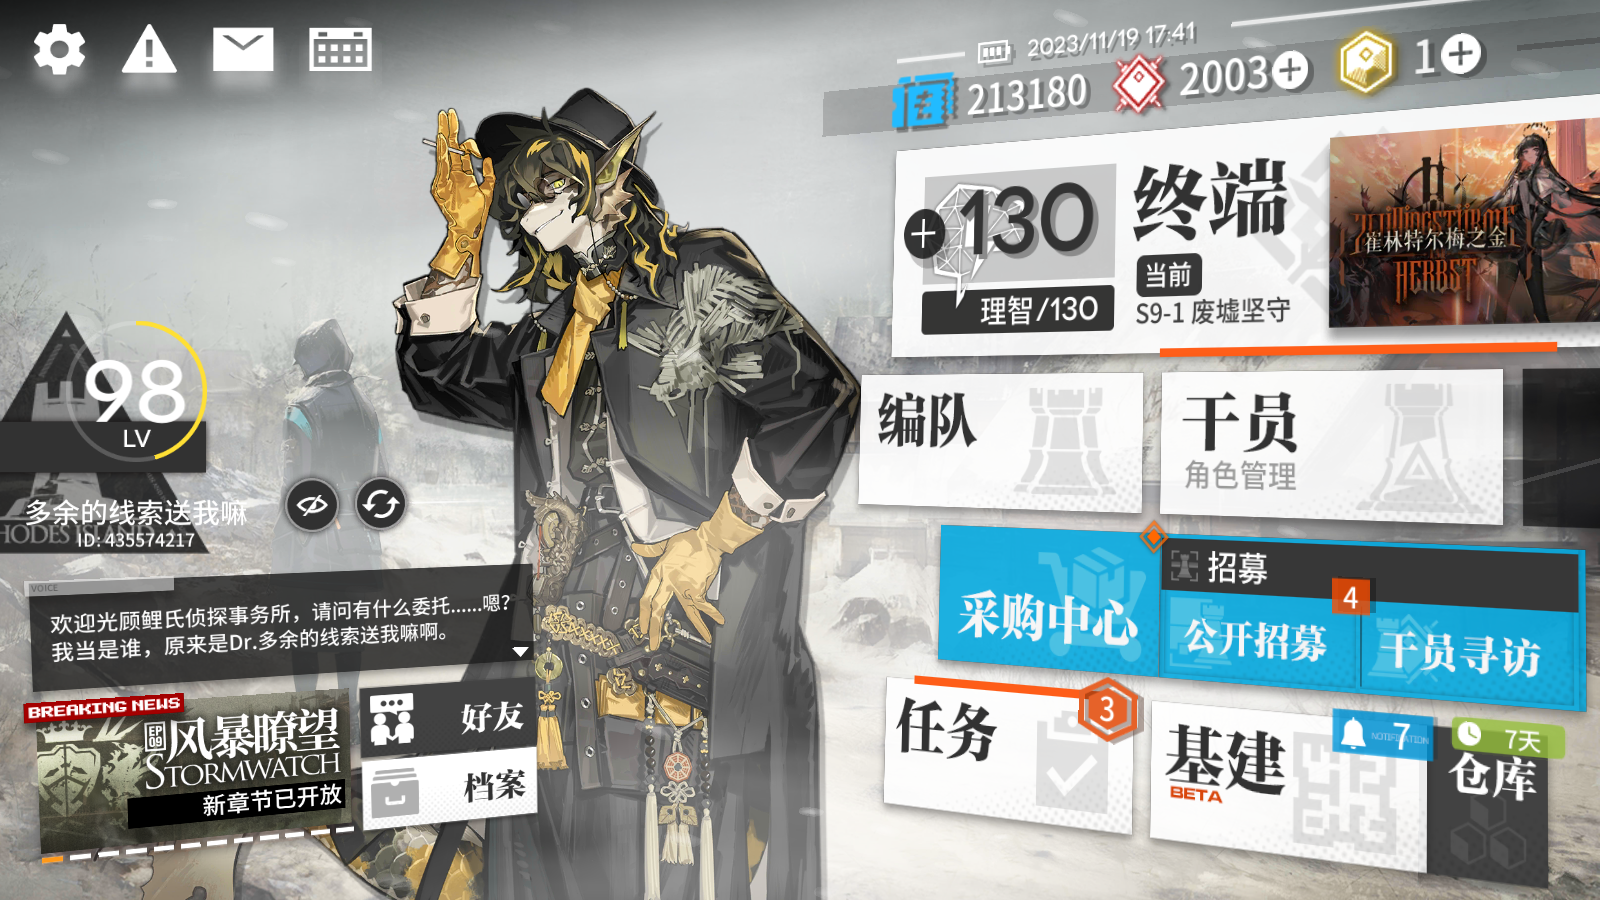 2023/11/19 17:41
213180
2003
1
130
理智/130
终端
当前
S9-1 废墟坚守
崔林特尔梅之金
HERBST
98
LV
多余的线索送我嘛
ID: 435574217
编队
干员
角色管理
采购中心
招募
4
公开招募
干员寻访
VOICE
欢迎光顾鲤氏侦探事务所，请问有什么委托......嗯？
我当是谁，原来是Dr.多余的线索送我嘛啊。
BREAKING NEWS
EP
09
风暴瞭望
STORMWATCH
新章节已开放
好友
档案
任务
3
基建
BETA
NOTIFICATION
7
7天
仓库